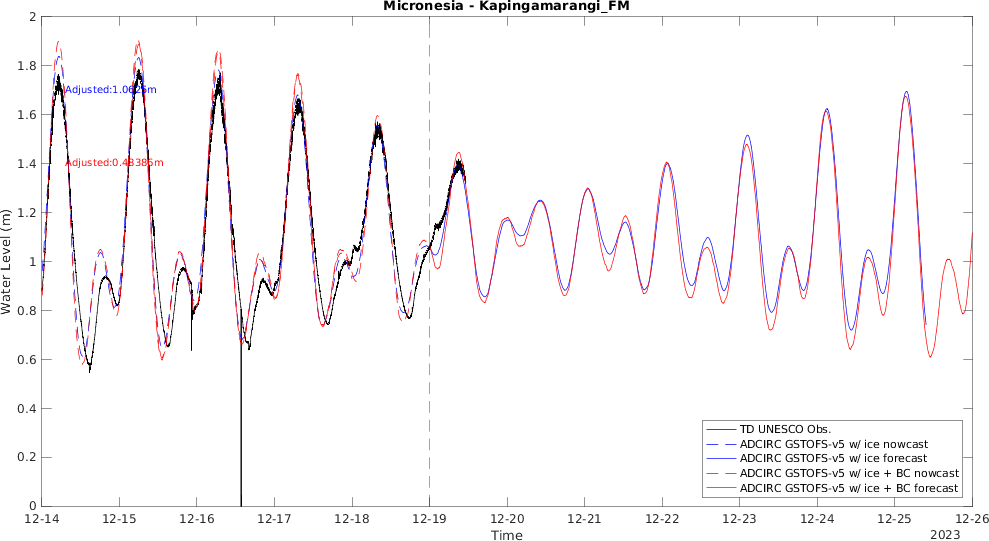 Micronesia - Kapingamarangi_FM
Water Level (m)
2
1.8
1.6
1.4
1.2
1
0.8
0.6
0.4
0.2
0
Adjusted:1.0625m
Adjusted:0.43385m
TD UNESCO Obs.
ADCIRC GSTOFS-v5 w/ ice nowcast
ADCIRC GSTOFS-v5 w/ ice forecast
ADCIRC GSTOFS-v5 w/ ice + BC nowcast
ADCIRC GSTOFS-v5 w/ ice + BC forecast
12-14 12-15 12-16 12-17 12-18 12-19 12-20 12-21 12-22 12-23 12-24 12-25 12-26
Time
2023